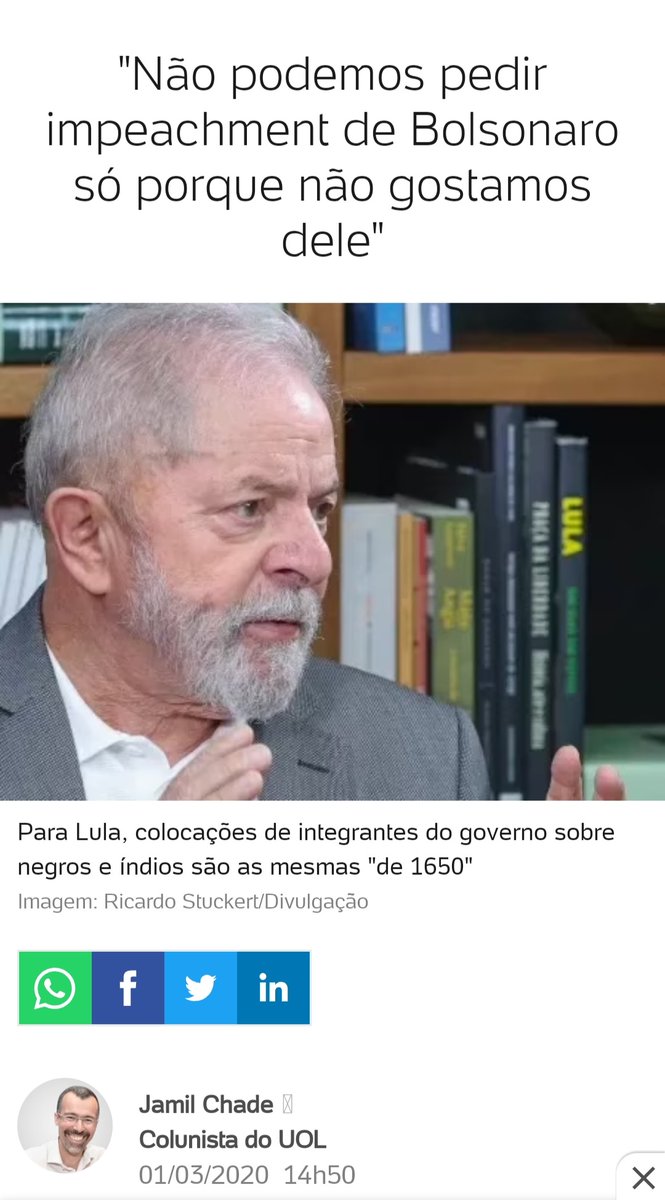 "Não podemos pedir
impeachment de Bolsonaro
só porque não gostamos
dele"
LULA
Para Lula, colocações de integrantes do governo sobre
negros e índios são as mesmas "de 1650"
Imagem: Ricardo Stuckert/Divulgação
f
in
Jamil Chade
Colunista do UOL
01/03/2020 14h50